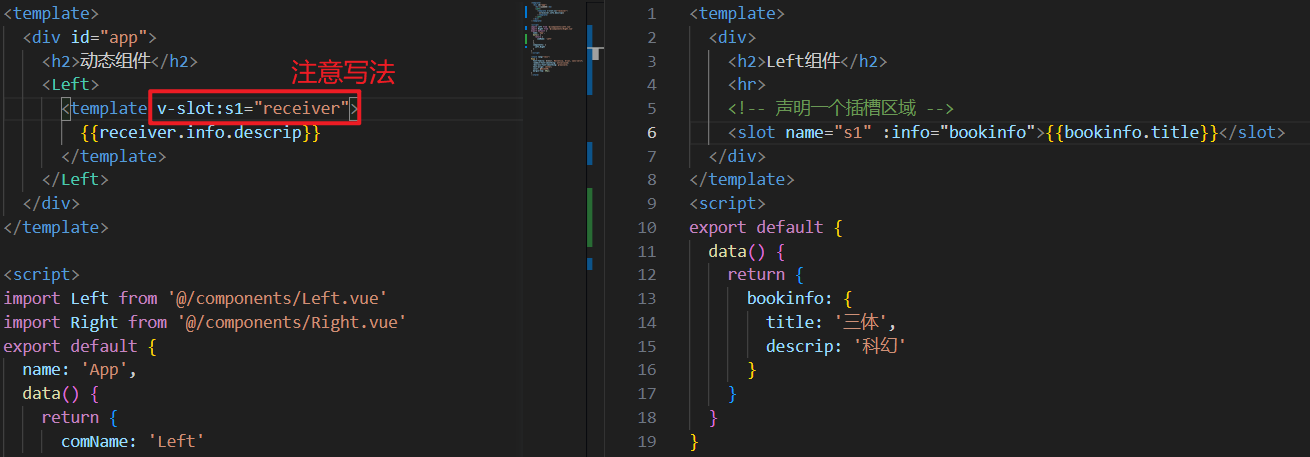 <template>
  <div id="app">
    <h2>动态组件</h2>
    <Left>
注意写法
      <template v-slot:s1="receiver">
        {{receiver.info.descrip}}
      </template>
    </Left>
  </div>
</template>

<script>
import Left from '@/components/Left.vue'
import Right from '@/components/Right.vue'
export default {
  name: 'App',
  data() {
    return {
      comName: 'Left'
1 <template>
2   <div>
3     <h2>Left组件</h2>
4     <hr>
5     <!-- 声明一个插槽区域 -->
6     <slot name="s1" :info="bookinfo">{{bookinfo.title}}</slot>
7   </div>
8 </template>
9 <script>
10 export default {
11   data() {
12     return {
13       bookinfo: {
14         title: '三体',
15         descrip: '科幻'
16       }
17     }
18   }
19 }